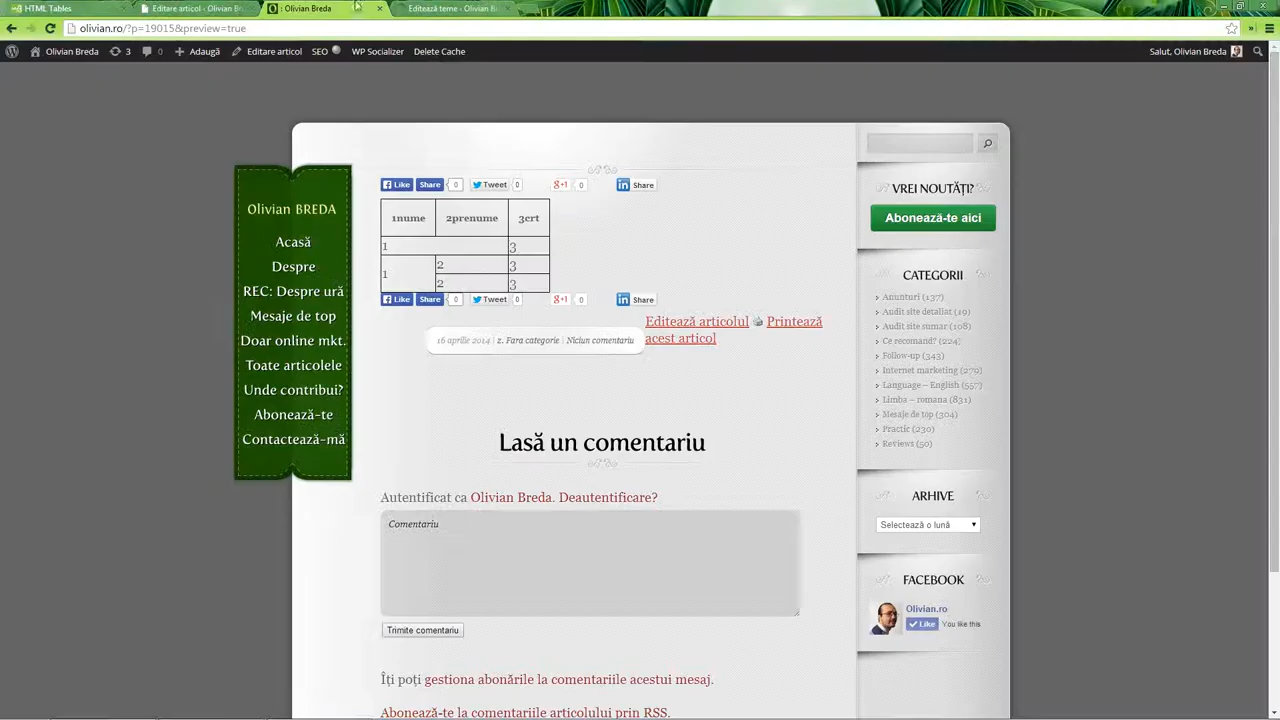 HTML Tables
Editare articol ‹ Olivian B
: Olivian Breda
Editează teme ‹ Olivian B
olivian.ro/?p=19015&preview=true
Olivian Breda 3 0 Adaugă Editare articol SEO WP Socializer Delete Cache Salut, Olivian Breda
Olivian BREDA
Acasă
Despre
REC: Despre ură
Mesaje de top
Doar online mkt.
Toate articolele
Unde contribui?
Abonează-te
Contactează-mă
Like Share 0 Tweet 0 g+1 0 in Share
1nume 2prenume 3crt
1 3
1 2 3
2 3
Like Share 0 Tweet 0 g+1 0 in Share
Editează articolul Printează
acest articol
16 aprilie 2014 | z. Fara categorie | Niciun comentariu
Lasă un comentariu
Autentificat ca Olivian Breda. Deautentificare?
Comentariu
Trimite comentariu
Îți poți gestiona abonările la comentariile acestui mesaj.
Abonează-te la comentariile articolului prin RSS.
VREI NOUTĂȚI?
Abonează-te aici
CATEGORII
Anunturi (137)
Audit site detaliat (19)
Audit site sumar (108)
Ce recomand? (224)
Follow-up (343)
Internet marketing (279)
Language – English (557)
Limba – romana (831)
Mesaje de top (304)
Practic (230)
Reviews (50)
ARHIVE
Selectează o lună
FACEBOOK
Olivian.ro
Like You like this